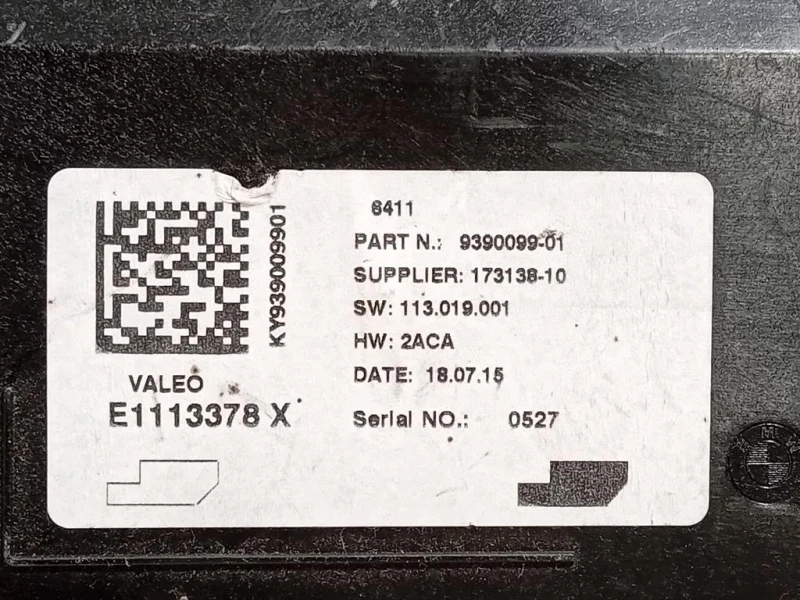 KY939009901
VALEO
E1113378 X
6411
PART N.: 9390099-01
SUPPLIER: 173138-10
SW: 113.019.001
HW: 2ACA
DATE: 18.07.15
Serial NO.: 0527